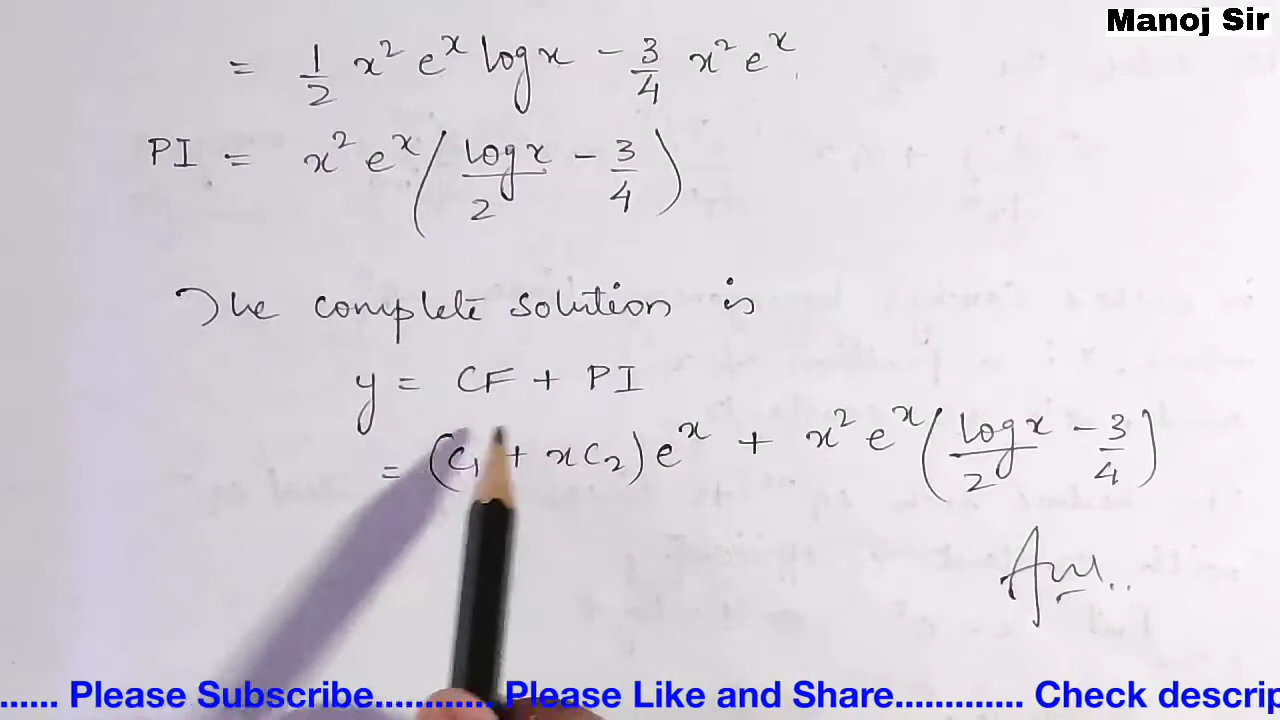 Manoj Sir
= 1/2 x² eˣ log x - 3/4 x² eˣ
PI = x² eˣ (log x/2 - 3/4)
The complete solution is
y = CF + PI
= (C₁ + xC₂) eˣ + x² eˣ (log x/2 - 3/4)
Ans..
...... Please Subscribe............. Please Like and Share............. Check descrip